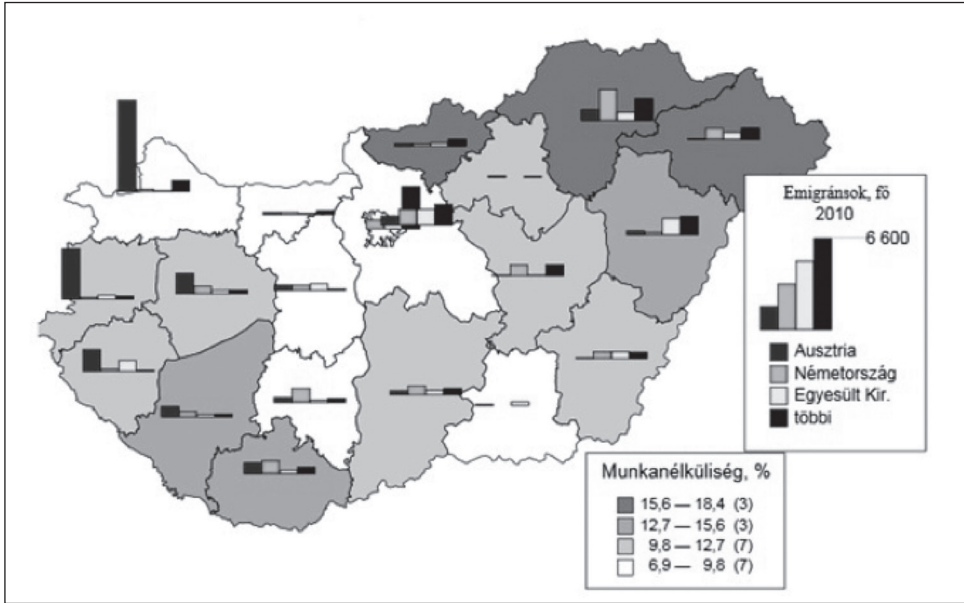 Emigránsok, fő
2010
6 600
Ausztria
Németország
Egyesült Kir.
többi
Munkanélküliség, %
15,6 — 18,4 (3)
12,7 — 15,6 (3)
9,8 — 12,7 (7)
6,9 — 9,8 (7)